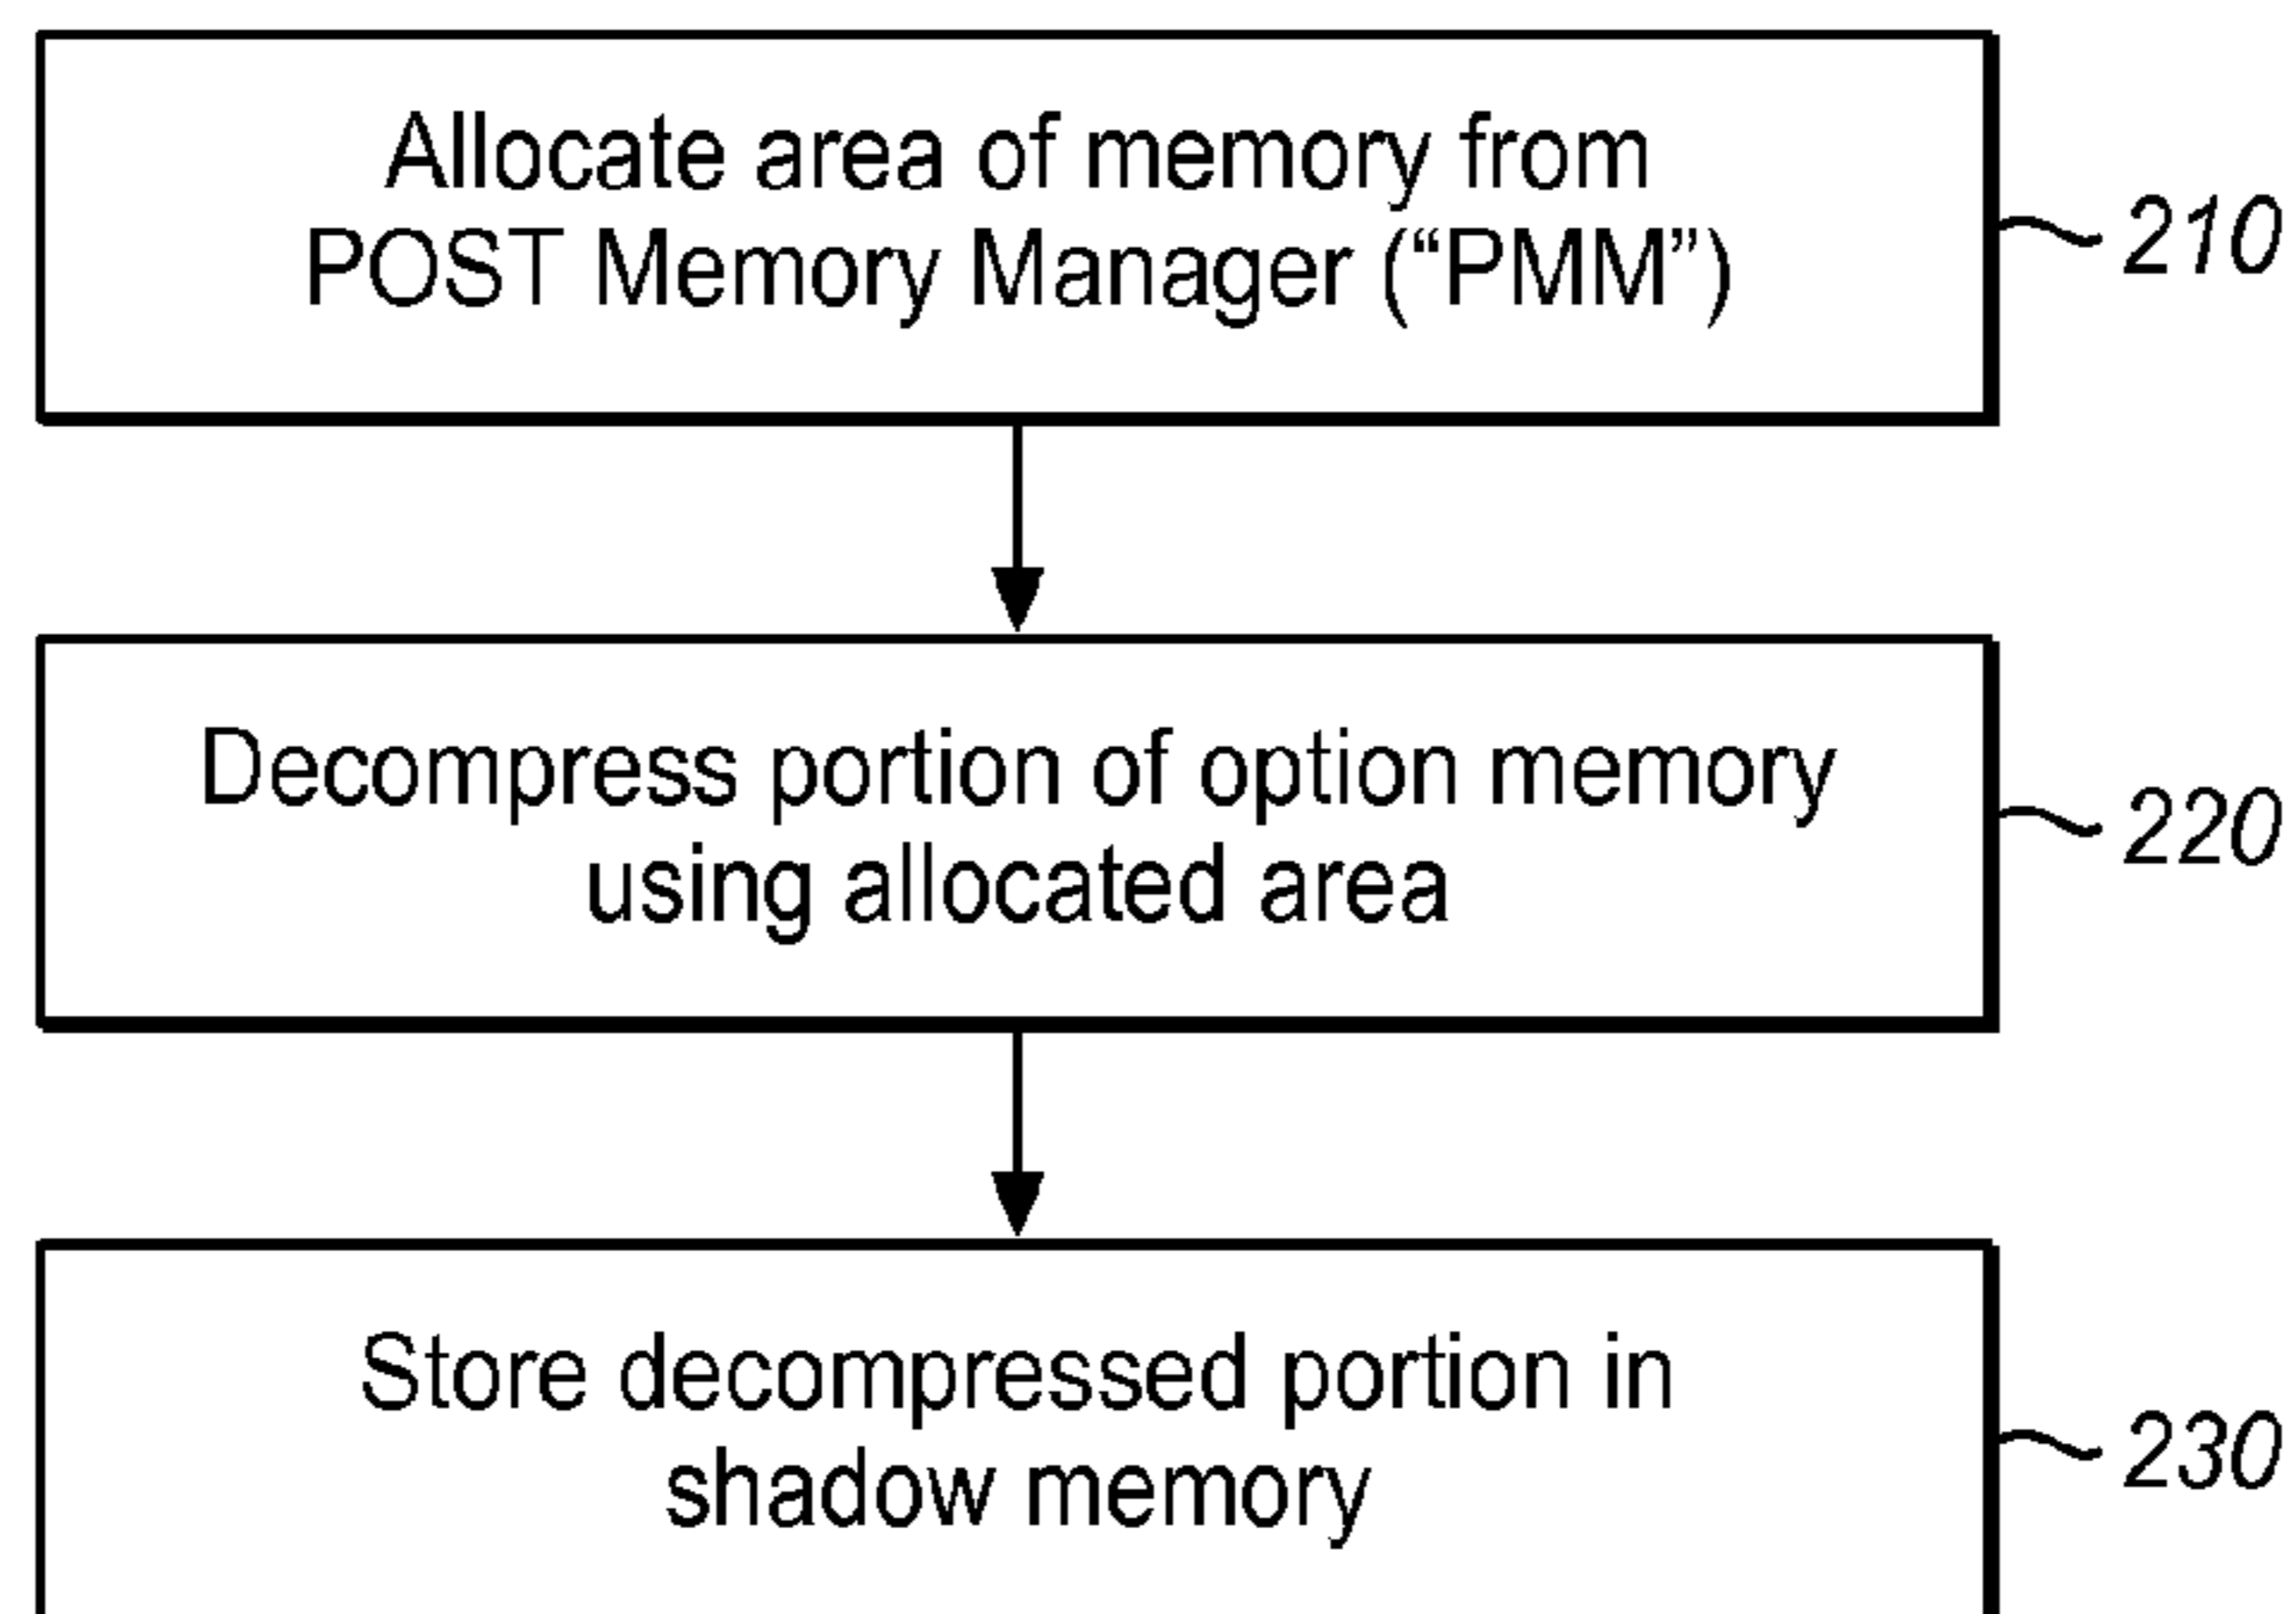 Allocate area of memory from
POST Memory Manager (“PMM”)
210
Decompress portion of option memory
using allocated area
220
Store decompressed portion in
shadow memory
230